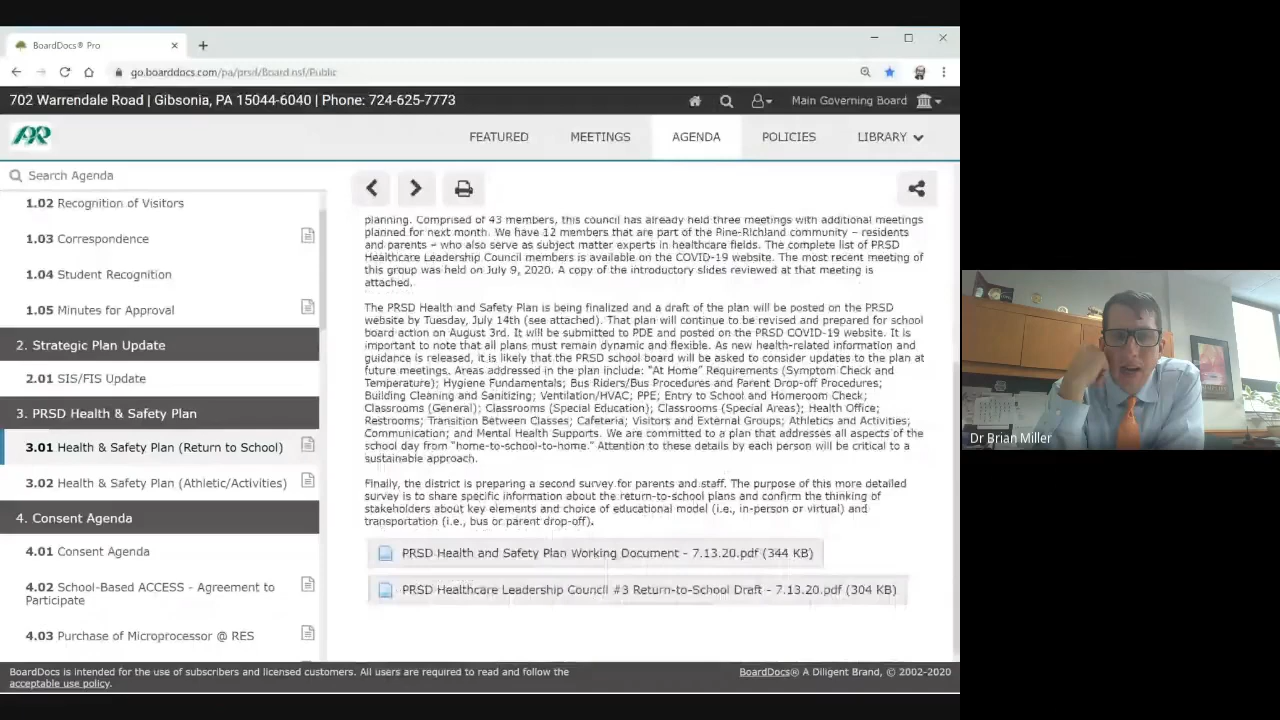 BoardDocs® Pro
go.boarddocs.com/pa/prsd/Board.nsf/Public
702 Warrendale Road | Gibsonia, PA 15044-6040 | Phone: 724-625-7773
Main Governing Board
PR
FEATURED
MEETINGS
AGENDA
POLICIES
LIBRARY
Search Agenda
1.02 Recognition of Visitors
1.03 Correspondence
1.04 Student Recognition
1.05 Minutes for Approval
2. Strategic Plan Update
2.01 SIS/FIS Update
3. PRSD Health & Safety Plan
3.01 Health & Safety Plan (Return to School)
3.02 Health & Safety Plan (Athletic/Activities)
4. Consent Agenda
4.01 Consent Agenda
4.02 School-Based ACCESS - Agreement to
Participate
4.03 Purchase of Microprocessor @ RES
planning. Comprised of 43 members, this council has already held three meetings with additional meetings
planned for next month. We have 12 members that are part of the Pine-Richland community – residents
and parents – who also serve as subject matter experts in healthcare fields. The complete list of PRSD
Healthcare Leadership Council members is available on the COVID-19 website. The most recent meeting of
this group was held on July 9, 2020. A copy of the introductory slides reviewed at that meeting is
attached.
The PRSD Health and Safety Plan is being finalized and a draft of the plan will be posted on the PRSD
website by Tuesday, July 14th (see attached). That plan will continue to be revised and prepared for school
board action on August 3rd. It will be submitted to PDE and posted on the PRSD COVID-19 website. It is
important to note that all plans must remain dynamic and flexible. As new health-related information and
guidance is released, it is likely that the PRSD school board will be asked to consider updates to the plan at
future meetings. Areas addressed in the plan include: "At Home" Requirements (Symptom Check and
Temperature); Hygiene Fundamentals; Bus Riders/Bus Procedures and Parent Drop-off Procedures;
Building Cleaning and Sanitizing; Ventilation/HVAC; PPE; Entry to School and Homeroom Check;
Classrooms (General); Classrooms (Special Education); Classrooms (Special Areas); Health Office;
Restrooms; Transition Between Classes; Cafeteria; Visitors and External Groups; Athletics and Activities;
Communication; and Mental Health Supports. We are committed to a plan that addresses all aspects of the
school day from "home-to-school-to-home." Attention to these details by each person will be critical to a
sustainable approach.
Finally, the district is preparing a second survey for parents and staff. The purpose of this more detailed
survey is to share specific information about the return-to-school plans and confirm the thinking of
stakeholders about key elements and choice of educational model (i.e., in-person or virtual) and
transportation (i.e., bus or parent drop-off).
PRSD Health and Safety Plan Working Document - 7.13.20.pdf (344 KB)
PRSD Healthcare Leadership Council #3 Return-to-School Draft - 7.13.20.pdf (304 KB)
BoardDocs is intended for the use of subscribers and licensed customers. All users are required to read and follow the
acceptable use policy.
BoardDocs® A Diligent Brand, © 2002-2020
Dr Brian Miller